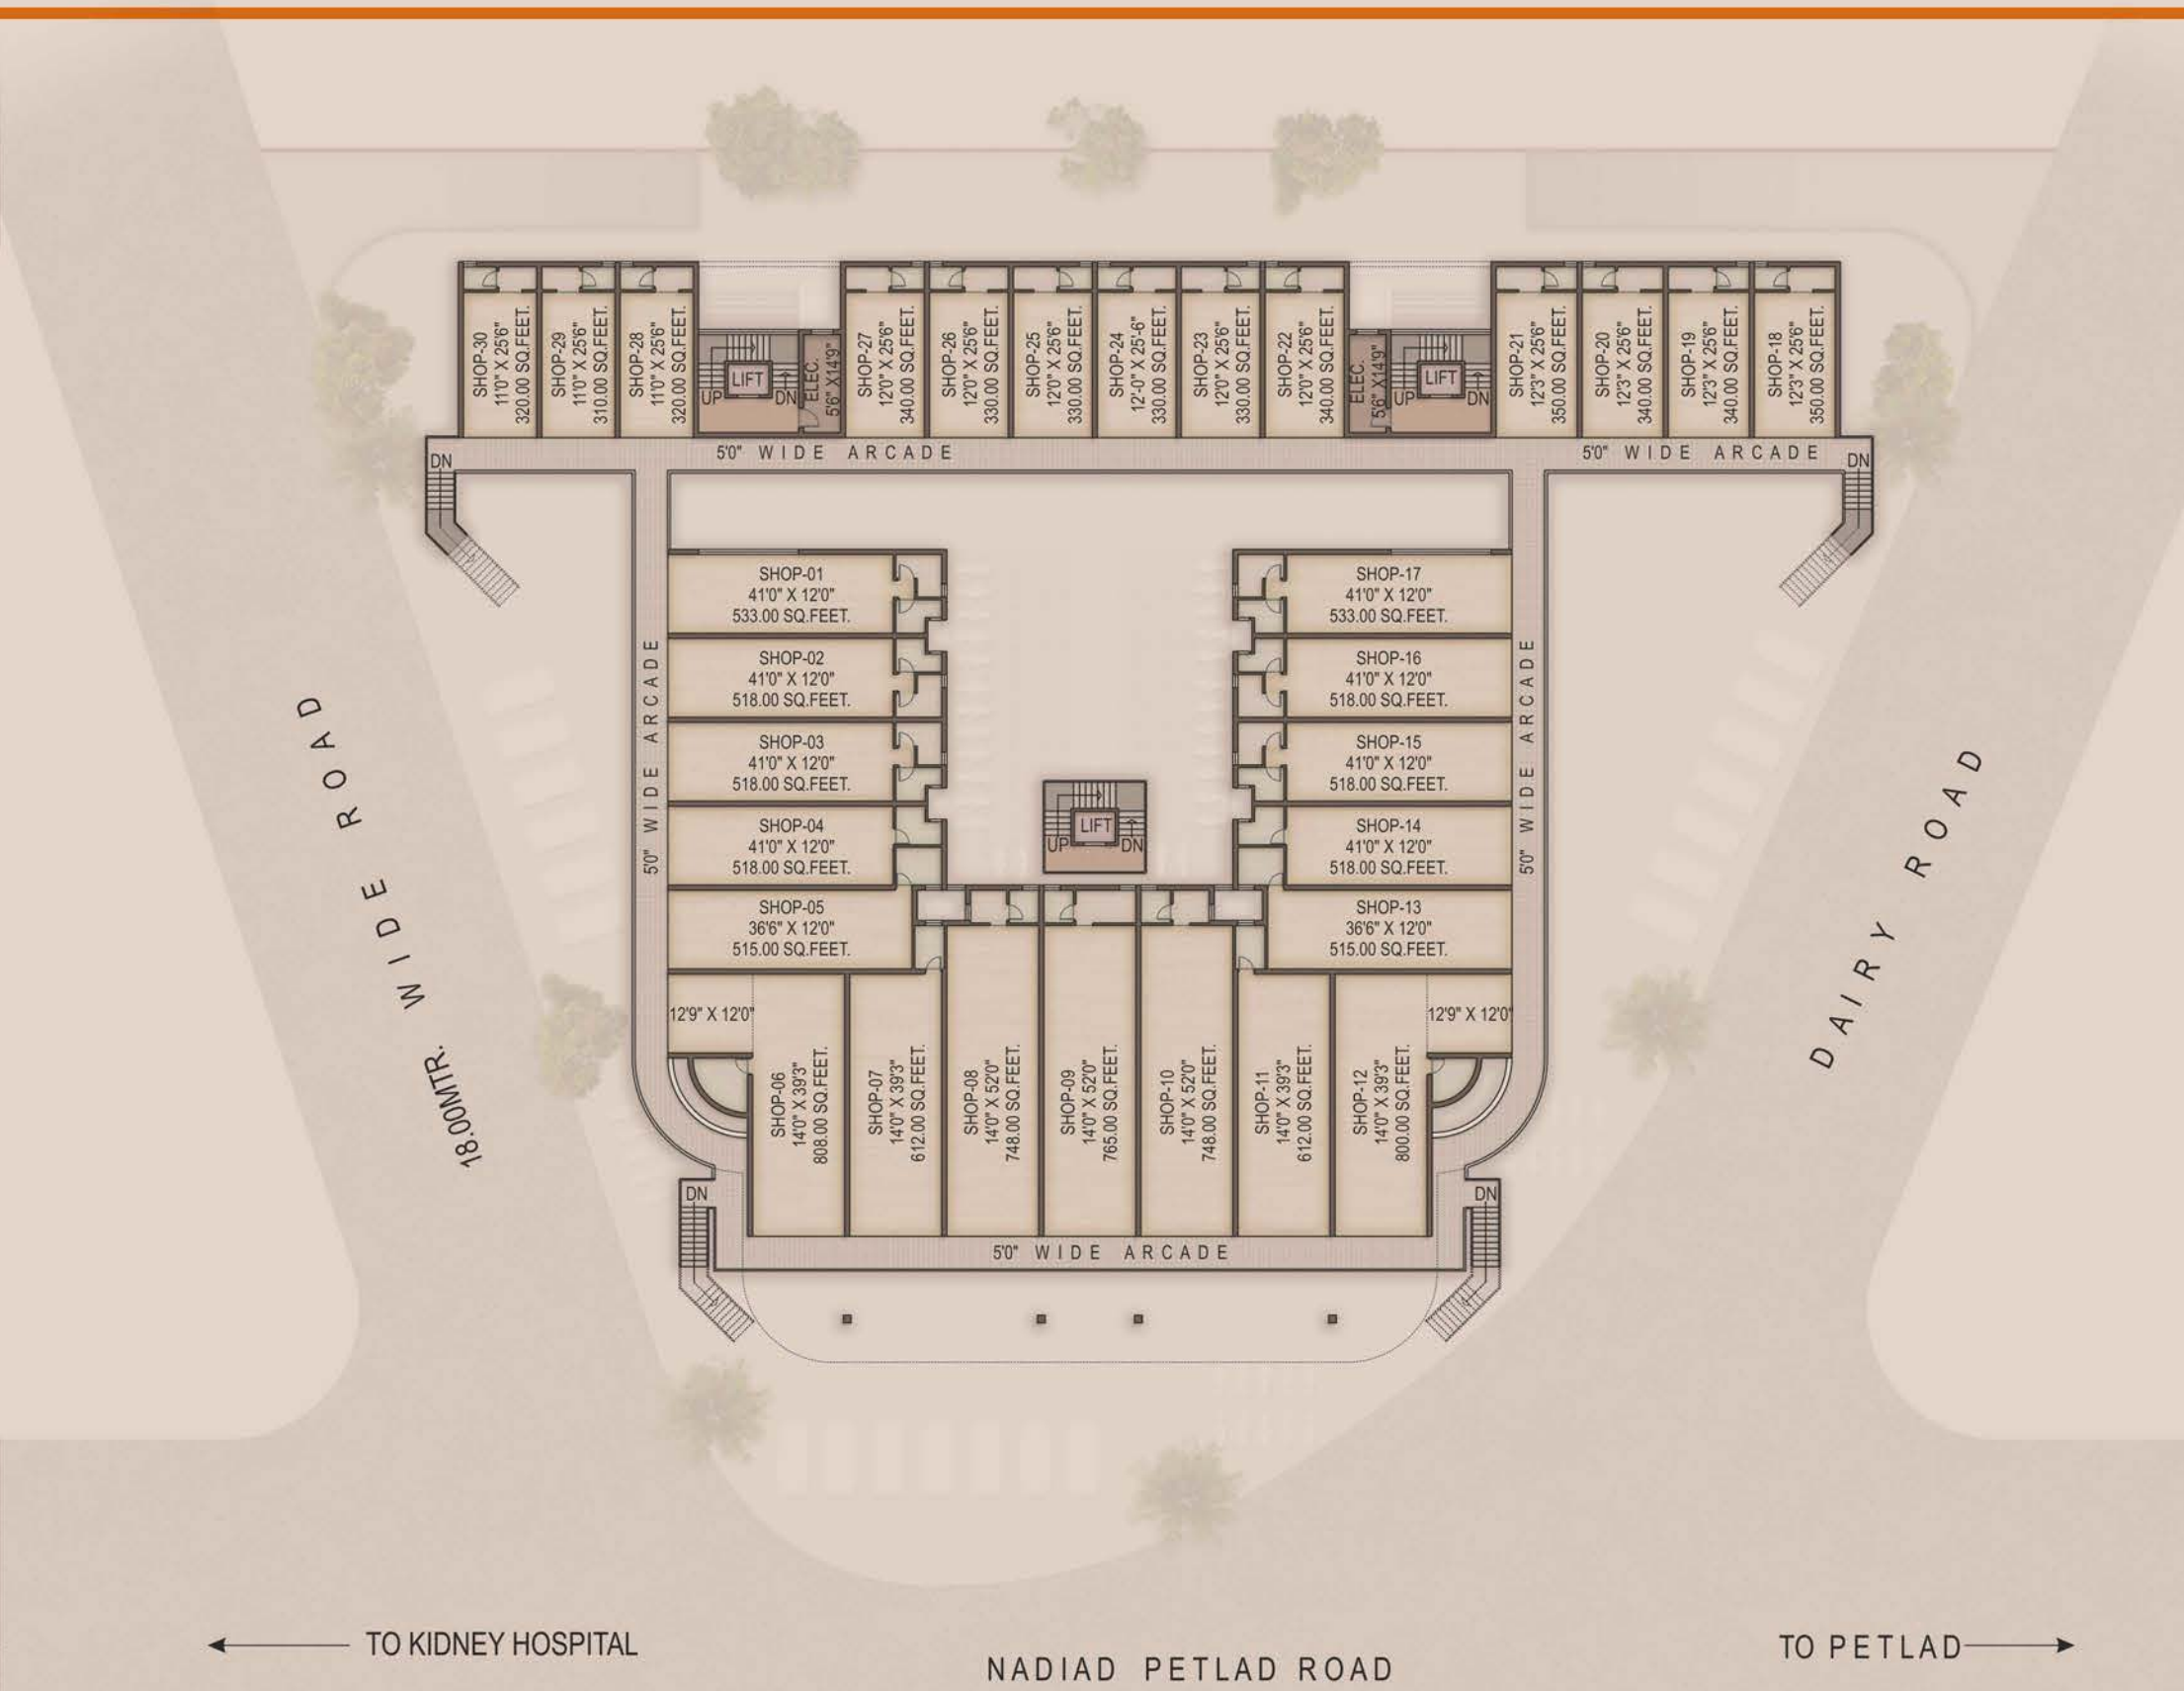 SHOP-30
11'0" X 25'6"
320.00 SQ.FEET.
SHOP-29
11'0" X 25'6"
310.00 SQ.FEET.
SHOP-28
11'0" X 25'6"
320.00 SQ.FEET.
LIFT
UP
DN
ELEC.
5'6" X14'9"
SHOP-27
12'0" X 25'6"
340.00 SQ.FEET.
SHOP-26
12'0" X 25'6"
330.00 SQ.FEET.
SHOP-25
12'0" X 25'6"
330.00 SQ.FEET.
SHOP-24
12'-0" X 25'-6"
330.00 SQ.FEET.
SHOP-23
12'0" X 25'6"
330.00 SQ.FEET.
SHOP-22
12'0" X 25'6"
340.00 SQ.FEET.
ELEC.
5'6" X14'9"
LIFT
UP
DN
SHOP-21
12'3" X 25'6"
350.00 SQ.FEET.
SHOP-20
12'3" X 25'6"
340.00 SQ.FEET.
SHOP-19
12'3" X 25'6"
340.00 SQ.FEET.
SHOP-18
12'3" X 25'6"
350.00 SQ.FEET.
DN
5'0" WIDE ARCADE
5'0" WIDE ARCADE
DN
SHOP-01
41'0" X 12'0"
533.00 SQ.FEET.
SHOP-17
41'0" X 12'0"
533.00 SQ.FEET.
SHOP-02
41'0" X 12'0"
518.00 SQ.FEET.
SHOP-16
41'0" X 12'0"
518.00 SQ.FEET.
SHOP-03
41'0" X 12'0"
518.00 SQ.FEET.
SHOP-15
41'0" X 12'0"
518.00 SQ.FEET.
SHOP-04
41'0" X 12'0"
518.00 SQ.FEET.
SHOP-14
41'0" X 12'0"
518.00 SQ.FEET.
5'0" WIDE ARCADE
5'0" WIDE ARCADE
LIFT
UP
DN
SHOP-05
36'6" X 12'0"
515.00 SQ.FEET.
SHOP-13
36'6" X 12'0"
515.00 SQ.FEET.
12'9" X 12'0"
12'9" X 12'0"
SHOP-06
14'0" X 39'3"
808.00 SQ.FEET.
SHOP-07
14'0" X 39'3"
612.00 SQ.FEET.
SHOP-08
14'0" X 52'0"
748.00 SQ.FEET.
SHOP-09
14'0" X 52'0"
765.00 SQ.FEET.
SHOP-10
14'0" X 52'0"
748.00 SQ.FEET.
SHOP-11
14'0" X 39'3"
612.00 SQ.FEET.
SHOP-12
14'0" X 39'3"
800.00 SQ.FEET.
DN
DN
5'0" WIDE ARCADE
18.00MTR. WIDE ROAD
DAIRY ROAD
TO KIDNEY HOSPITAL
NADIAD PETLAD ROAD
TO PETLAD